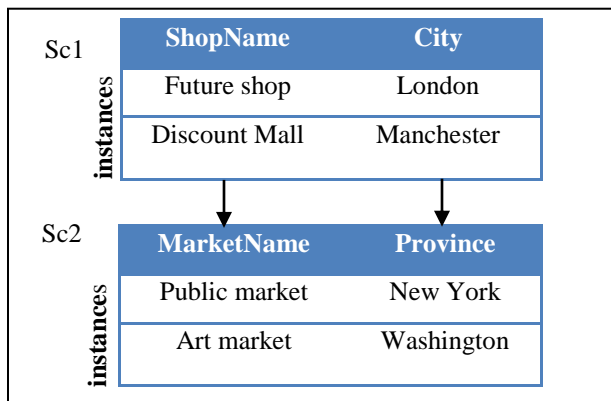 Sc1
ShopName City
Future shop London
Discount Mall Manchester
instances
Sc2
MarketName Province
Public market New York
Art market Washington
instances